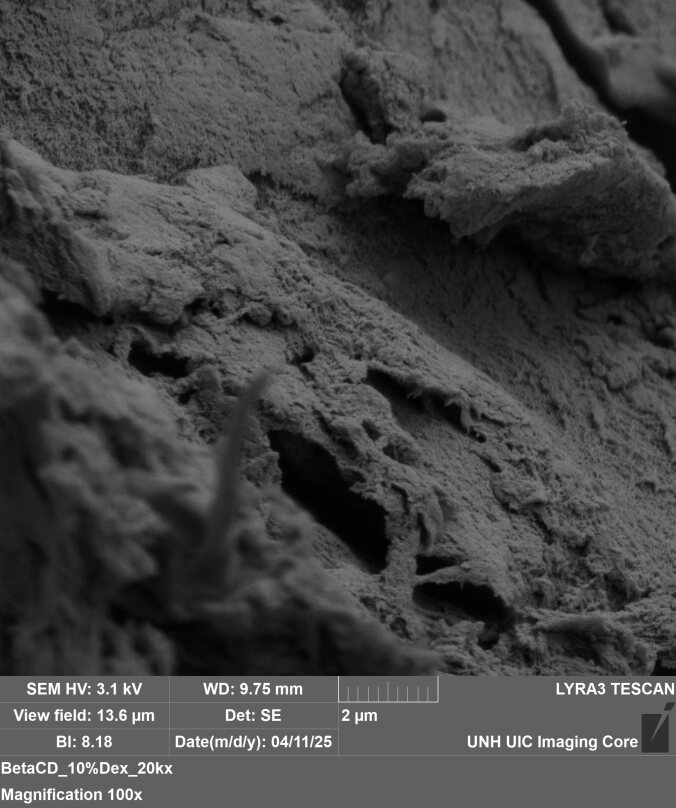 SEM HV: 3.1 kV WD: 9.75 mm LYRA3 TESCAN
View field: 13.6 µm Det: SE 2 µm
BI: 8.18 Date(m/d/y): 04/11/25 UNH UIC Imaging Core
BetaCD_10%Dex_20kx
Magnification 100x